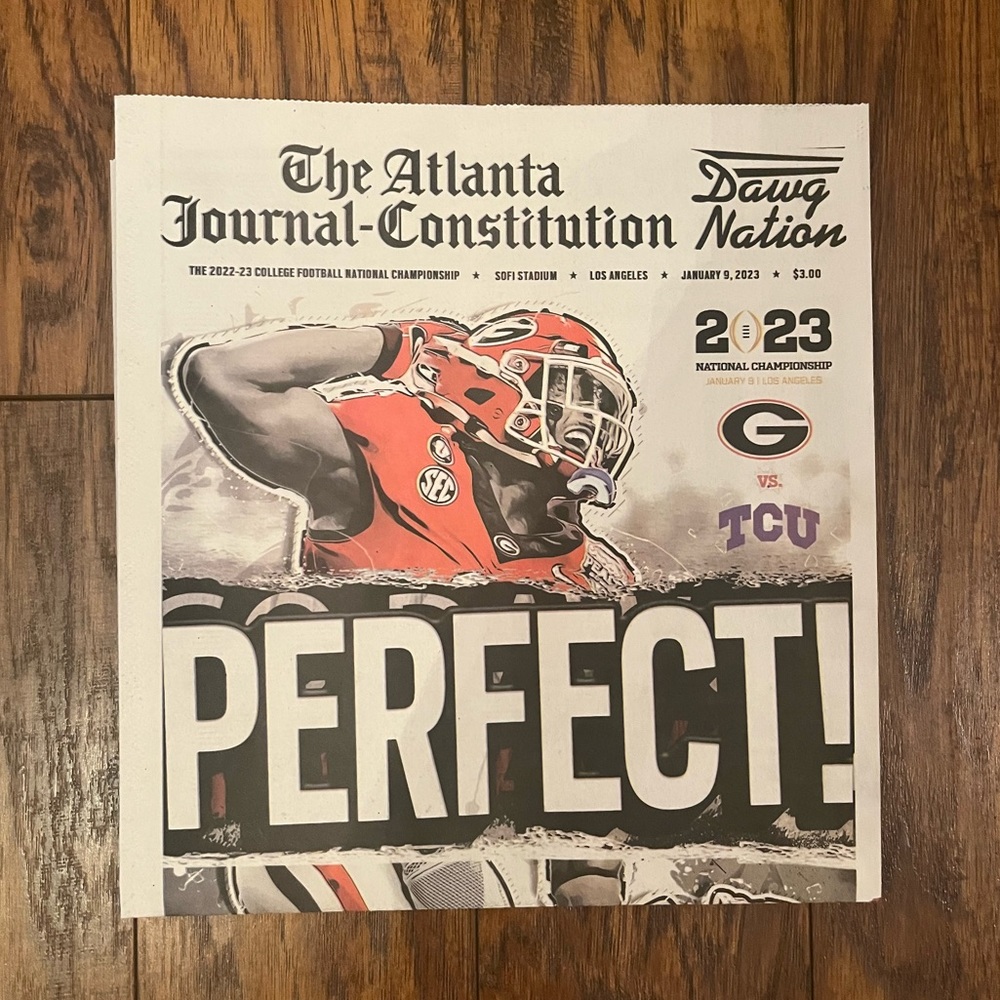 The Atlanta
Journal-Constitution
Dawg
Nation
THE 2022-23 COLLEGE FOOTBALL NATIONAL CHAMPIONSHIP ★ SOFI STADIUM ★ LOS ANGELES ★ JANUARY 9, 2023 ★ $3.00
2023
NATIONAL CHAMPIONSHIP
JANUARY 9 | LOS ANGELES
G
VS.
TCU
SEC
G
PERFECT!